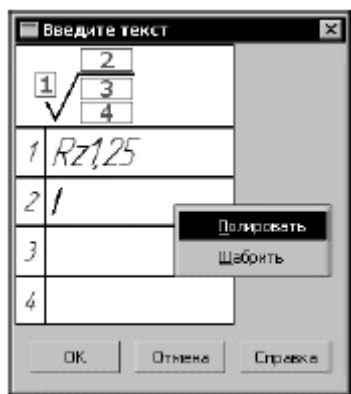 Введите текст
2
1 3
4
1 Rz1,25
2
Полировать
3 Шабрить
4
OK Отмена Справка